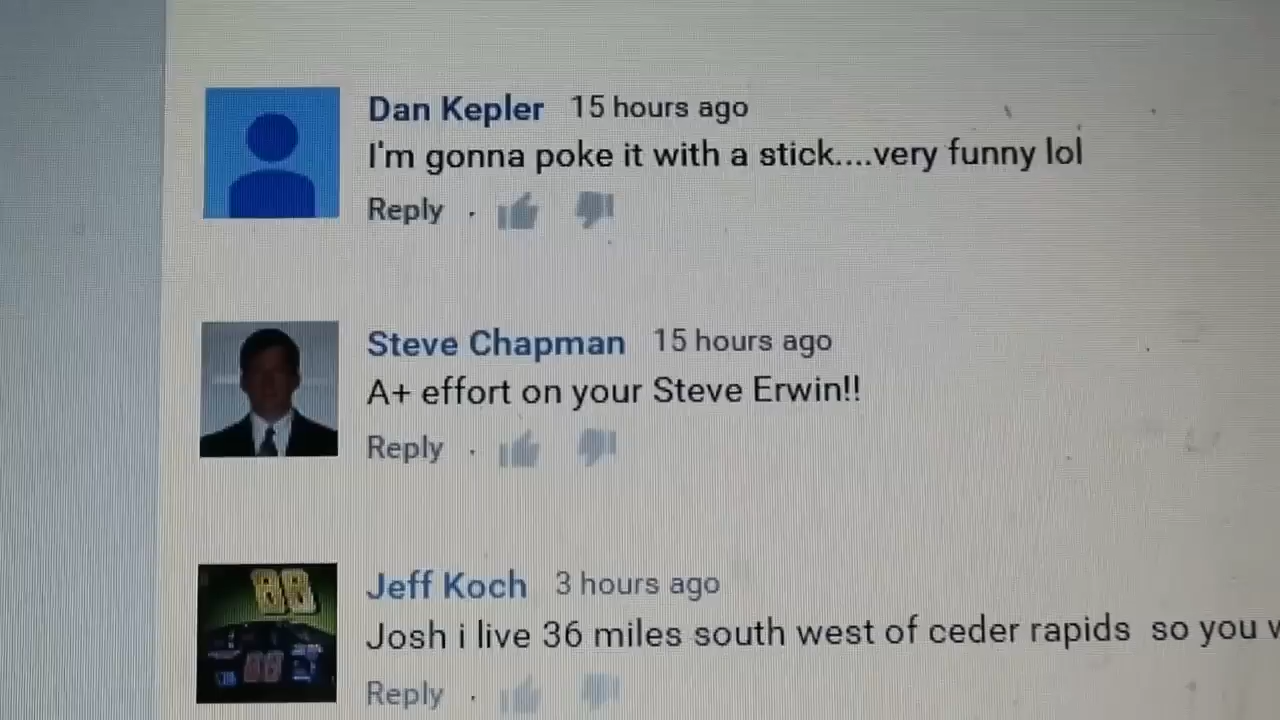 Dan Kepler 15 hours ago
I'm gonna poke it with a stick....very funny lol
Reply ·
Steve Chapman 15 hours ago
A+ effort on your Steve Erwin!!
Reply ·
88
88
Jeff Koch 3 hours ago
Josh i live 36 miles south west of ceder rapids so you
Reply ·